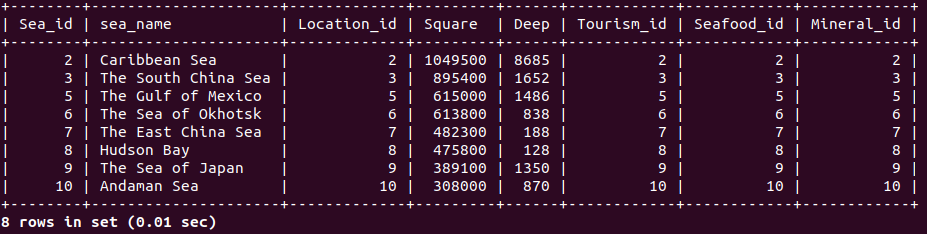 +--------+---------------------+-------------+---------+------+------------+------------+------------+
| Sea_id | sea_name            | Location_id | Square  | Deep | Tourism_id | Seafood_id | Mineral_id |
+--------+---------------------+-------------+---------+------+------------+------------+------------+
|      2 | Caribbean Sea       |           2 | 1049500 | 8685 |          2 |          2 |          2 |
|      3 | The South China Sea |           3 |  895400 | 1652 |          3 |          3 |          3 |
|      5 | The Gulf of Mexico  |           5 |  615000 | 1486 |          5 |          5 |          5 |
|      6 | The Sea of Okhotsk  |           6 |  613800 |  838 |          6 |          6 |          6 |
|      7 | The East China Sea  |           7 |  482300 |  188 |          7 |          7 |          7 |
|      8 | Hudson Bay          |           8 |  475800 |  128 |          8 |          8 |          8 |
|      9 | The Sea of Japan    |           9 |  389100 | 1350 |          9 |          9 |          9 |
|     10 | Andaman Sea         |          10 |  308000 |  870 |         10 |         10 |         10 |
+--------+---------------------+-------------+---------+------+------------+------------+------------+
8 rows in set (0.01 sec)